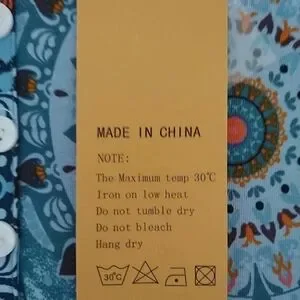 MADE IN CHINA
NOTE:
The Maximum temp 30℃
Iron on low heat
Do not tumble dry
Do not bleach
Hang dry
30℃